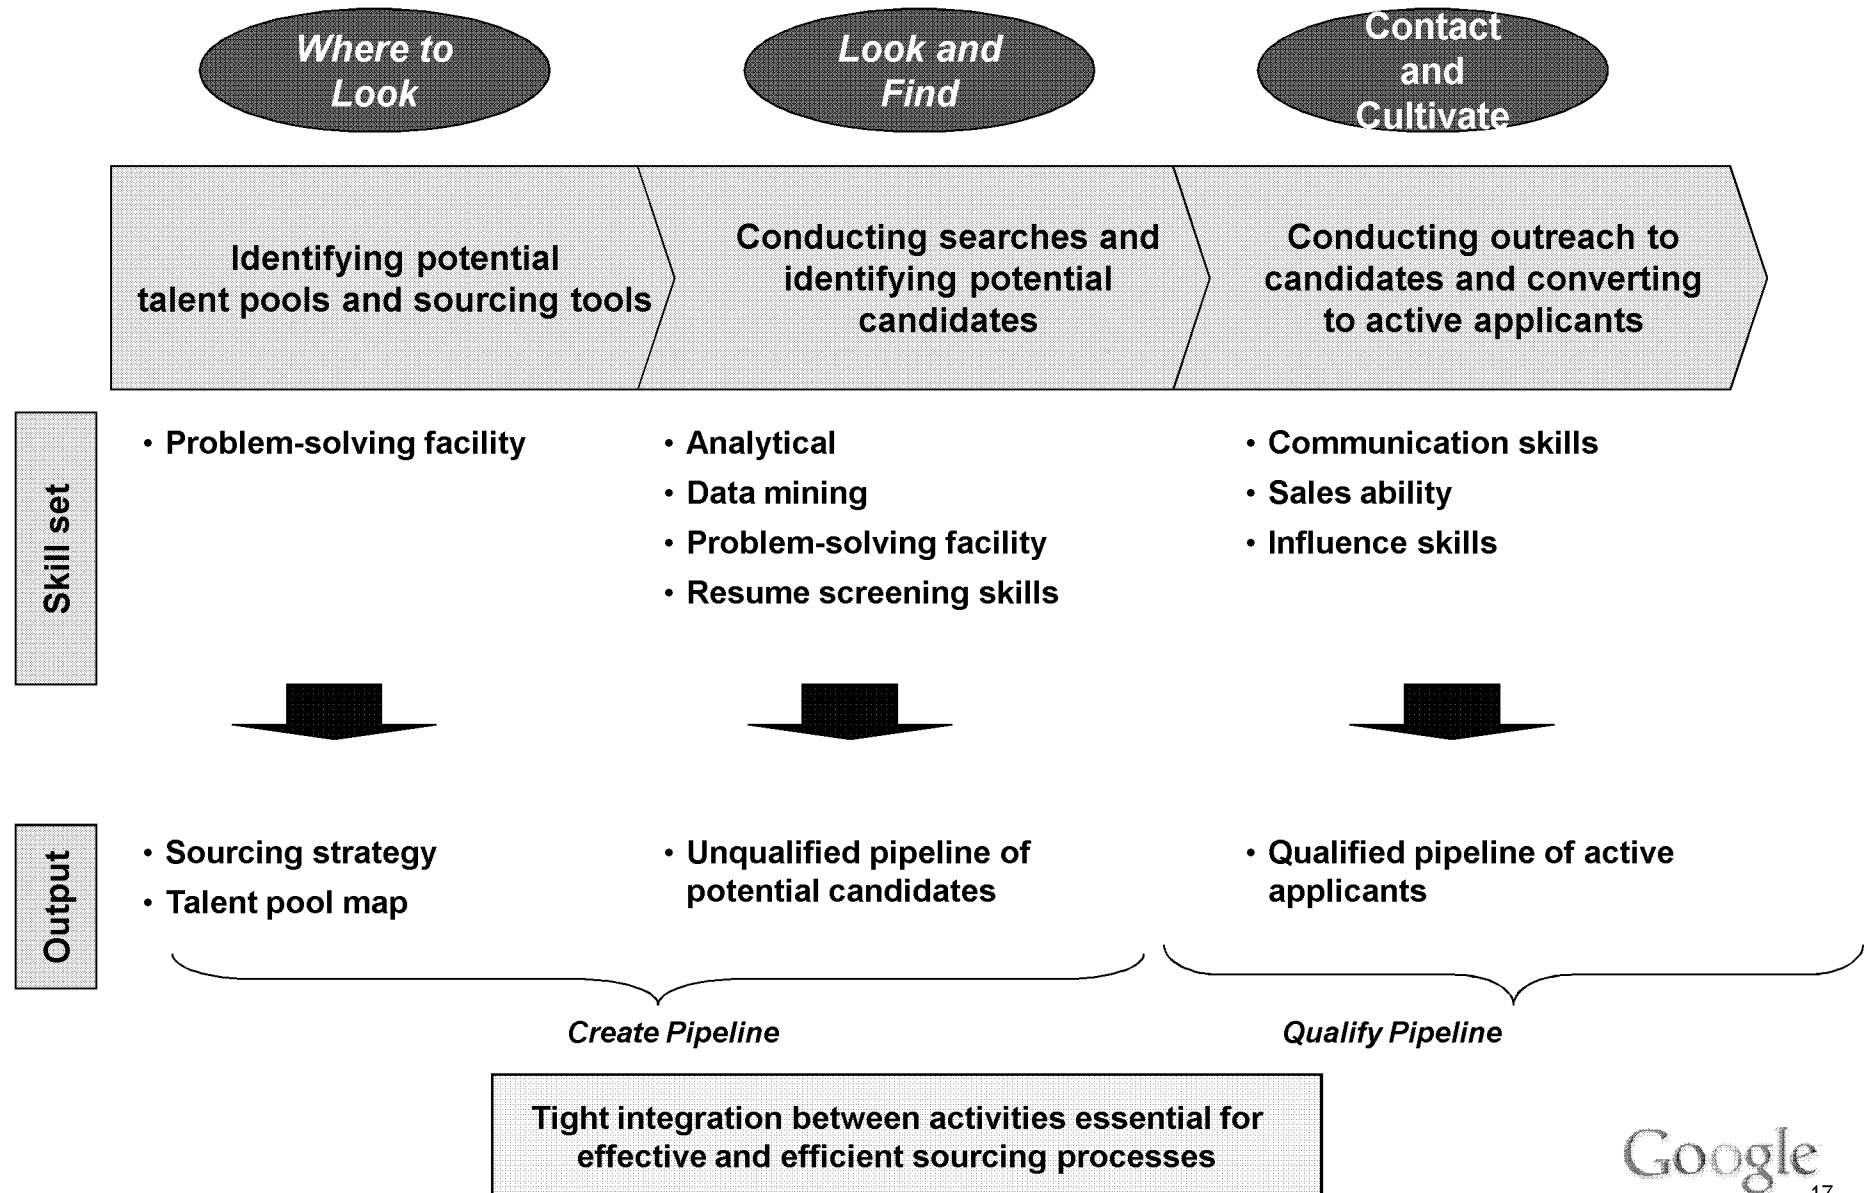 Where to
Look
Look and
Find
Contact
and
Cultivate
Identifying potential
talent pools and sourcing tools
Conducting searches and
identifying potential
candidates
Conducting outreach to
candidates and converting
to active applicants
Skill set
• Problem-solving facility
• Analytical
• Data mining
• Problem-solving facility
• Resume screening skills
• Communication skills
• Sales ability
• Influence skills
Output
• Sourcing strategy
• Talent pool map
• Unqualified pipeline of
potential candidates
• Qualified pipeline of active
applicants
Create Pipeline
Qualify Pipeline
Tight integration between activities essential for
effective and efficient sourcing processes
Google
17